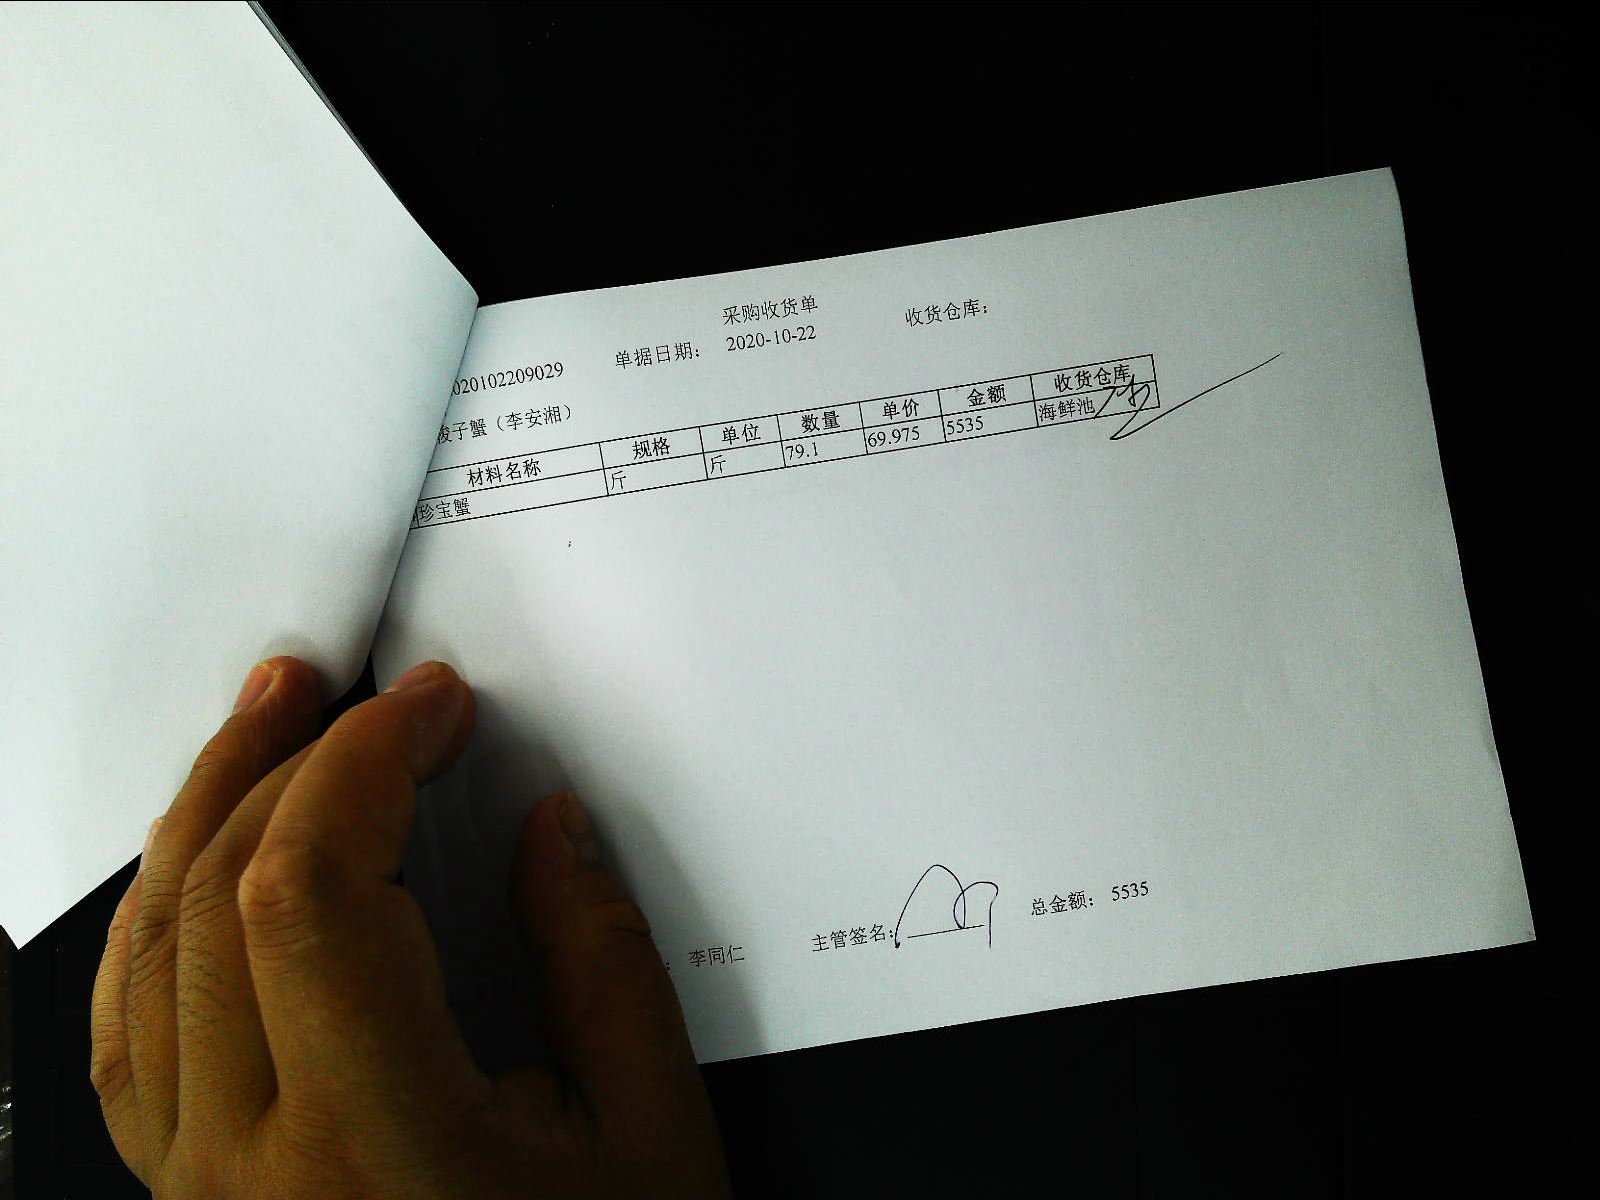 采购收货单
020102209029 单据日期: 2020-10-22 收货仓库:
梭子蟹（李安湘）
材料名称 规格 单位 数量 单价 金额 收货仓库
珍宝蟹 斤 斤 79.1 69.975 5535 海鲜池
: 李同仁 主管签名: 总金额: 5535